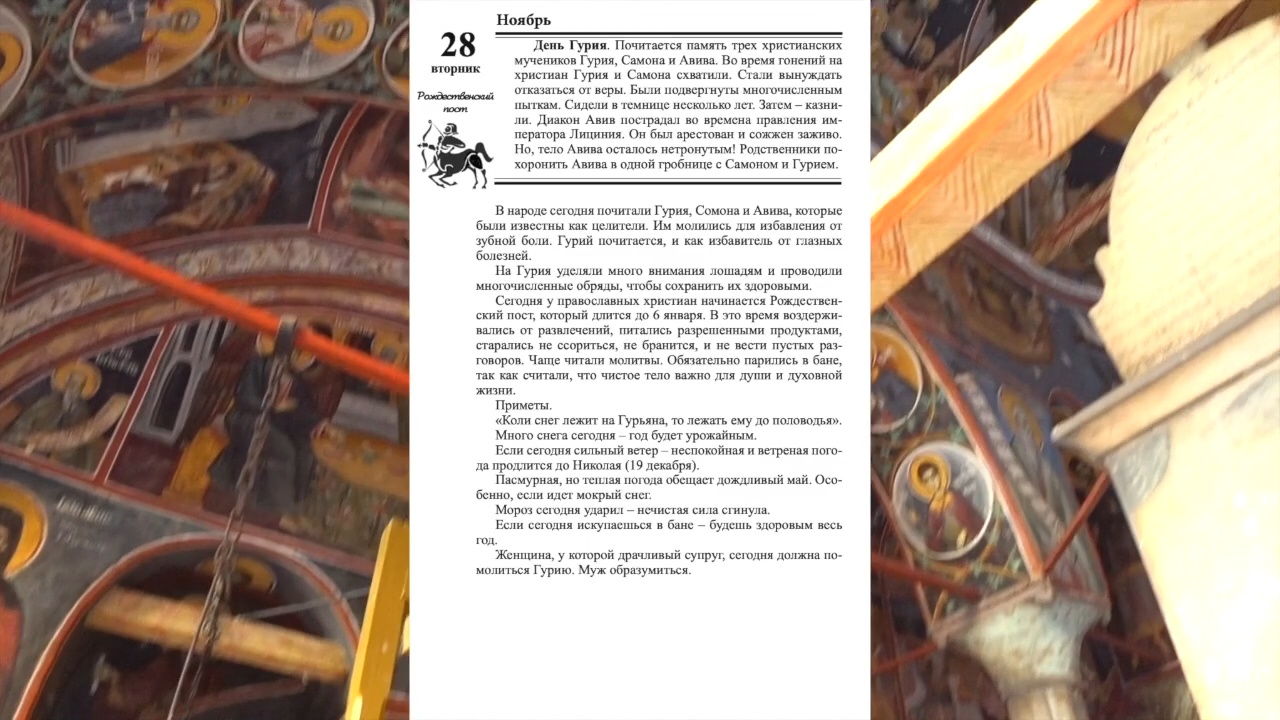 Ноябрь
28
вторник
Рождественский
пост
День Гурия. Почитается память трех христианских
мучеников Гурия, Самона и Авива. Во время гонений на
христиан Гурия и Самона схватили. Стали вынуждать
отказаться от веры. Были подвергнуты многочисленным
пыткам. Сидели в темнице несколько лет. Затем – казни-
ли. Диакон Авив пострадал во времена правления им-
ператора Лициния. Он был арестован и сожжен заживо.
Но, тело Авива осталось нетронутым! Родственники по-
хоронить Авива в одной гробнице с Самоном и Гурием.
В народе сегодня почитали Гурия, Сомона и Авива, которые
были известны как целители. Им молились для избавления от
зубной боли. Гурий почитается, и как избавитель от глазных
болезней.
На Гурия уделяли много внимания лошадям и проводили
многочисленные обряды, чтобы сохранить их здоровыми.
Сегодня у православных христиан начинается Рождествен-
ский пост, который длится до 6 января. В это время воздержи-
вались от развлечений, питались разрешенными продуктами,
старались не ссориться, не бранится, и не вести пустых раз-
говоров. Чаще читали молитвы. Обязательно парились в бане,
так как считали, что чистое тело важно для души и духовной
жизни.
Приметы.
«Коли снег лежит на Гурьяна, то лежать ему до половодья».
Много снега сегодня – год будет урожайным.
Если сегодня сильный ветер – неспокойная и ветреная пого-
да продлится до Николая (19 декабря).
Пасмурная, но теплая погода обещает дождливый май. Осо-
бенно, если идет мокрый снег.
Мороз сегодня ударил – нечистая сила сгинула.
Если сегодня искупаешься в бане – будешь здоровым весь
год.
Женщина, у которой драчливый супруг, сегодня должна по-
молиться Гурию. Муж образумиться.